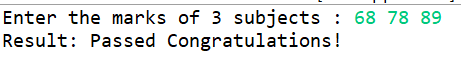 Enter the marks of 3 subjects : 68 78 89
Result: Passed Congratulations!